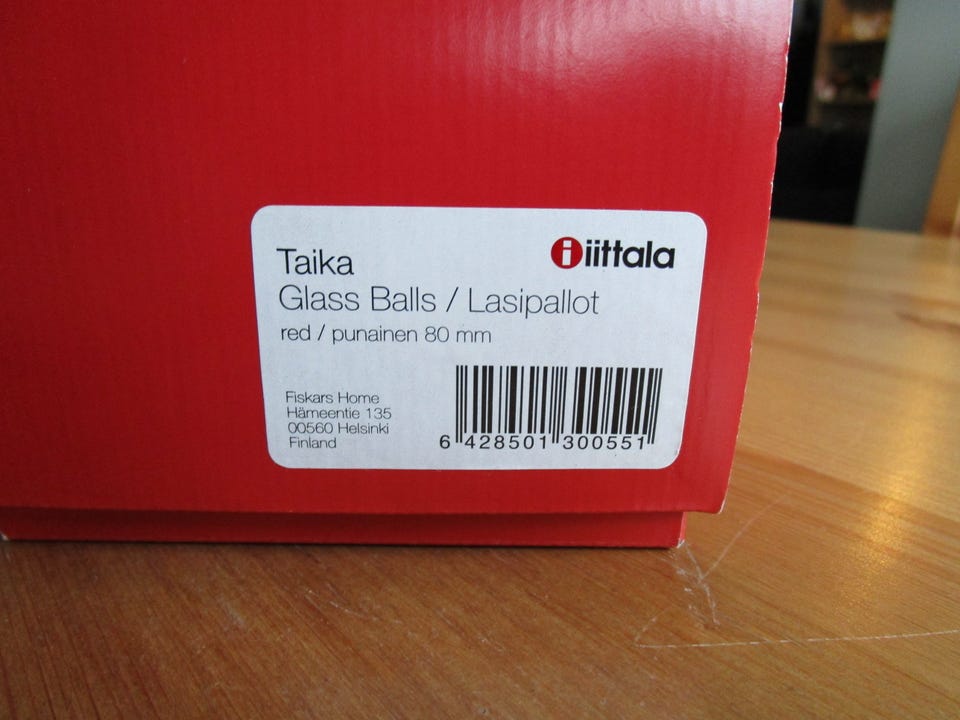 Taika
iittala
Glass Balls / Lasipallot
red / punainen 80 mm
Fiskars Home
Hämeentie 135
00560 Helsinki
Finland
6 428501 300551